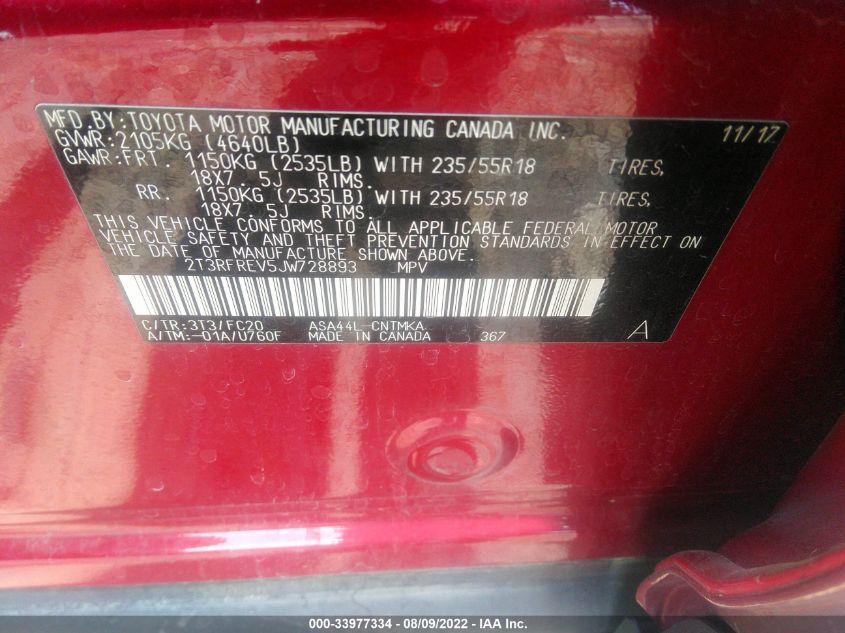 MFD.BY:TOYOTA MOTOR MANUFACTURING CANADA INC. 11/17
GVWR:2105KG (4640LB)
GAWR:FRT. 1150KG (2535LB) WITH 235/55R18 TIRES,
18X7.5J RIMS.
RR. 1150KG (2535LB) WITH 235/55R18 TIRES,
18X7.5J RIMS.
THIS VEHICLE CONFORMS TO ALL APPLICABLE FEDERAL MOTOR
VEHICLE SAFETY AND THEFT PREVENTION STANDARDS IN EFFECT ON
THE DATE OF MANUFACTURE SHOWN ABOVE.
2T3RFREV5JW728893 MPV
C/TR:3T3/FC20 ASA44L-CNTMKA
A/TM:-01A/U760F MADE IN CANADA 367 A
000-33977334 - 08/09/2022 - IAA Inc.